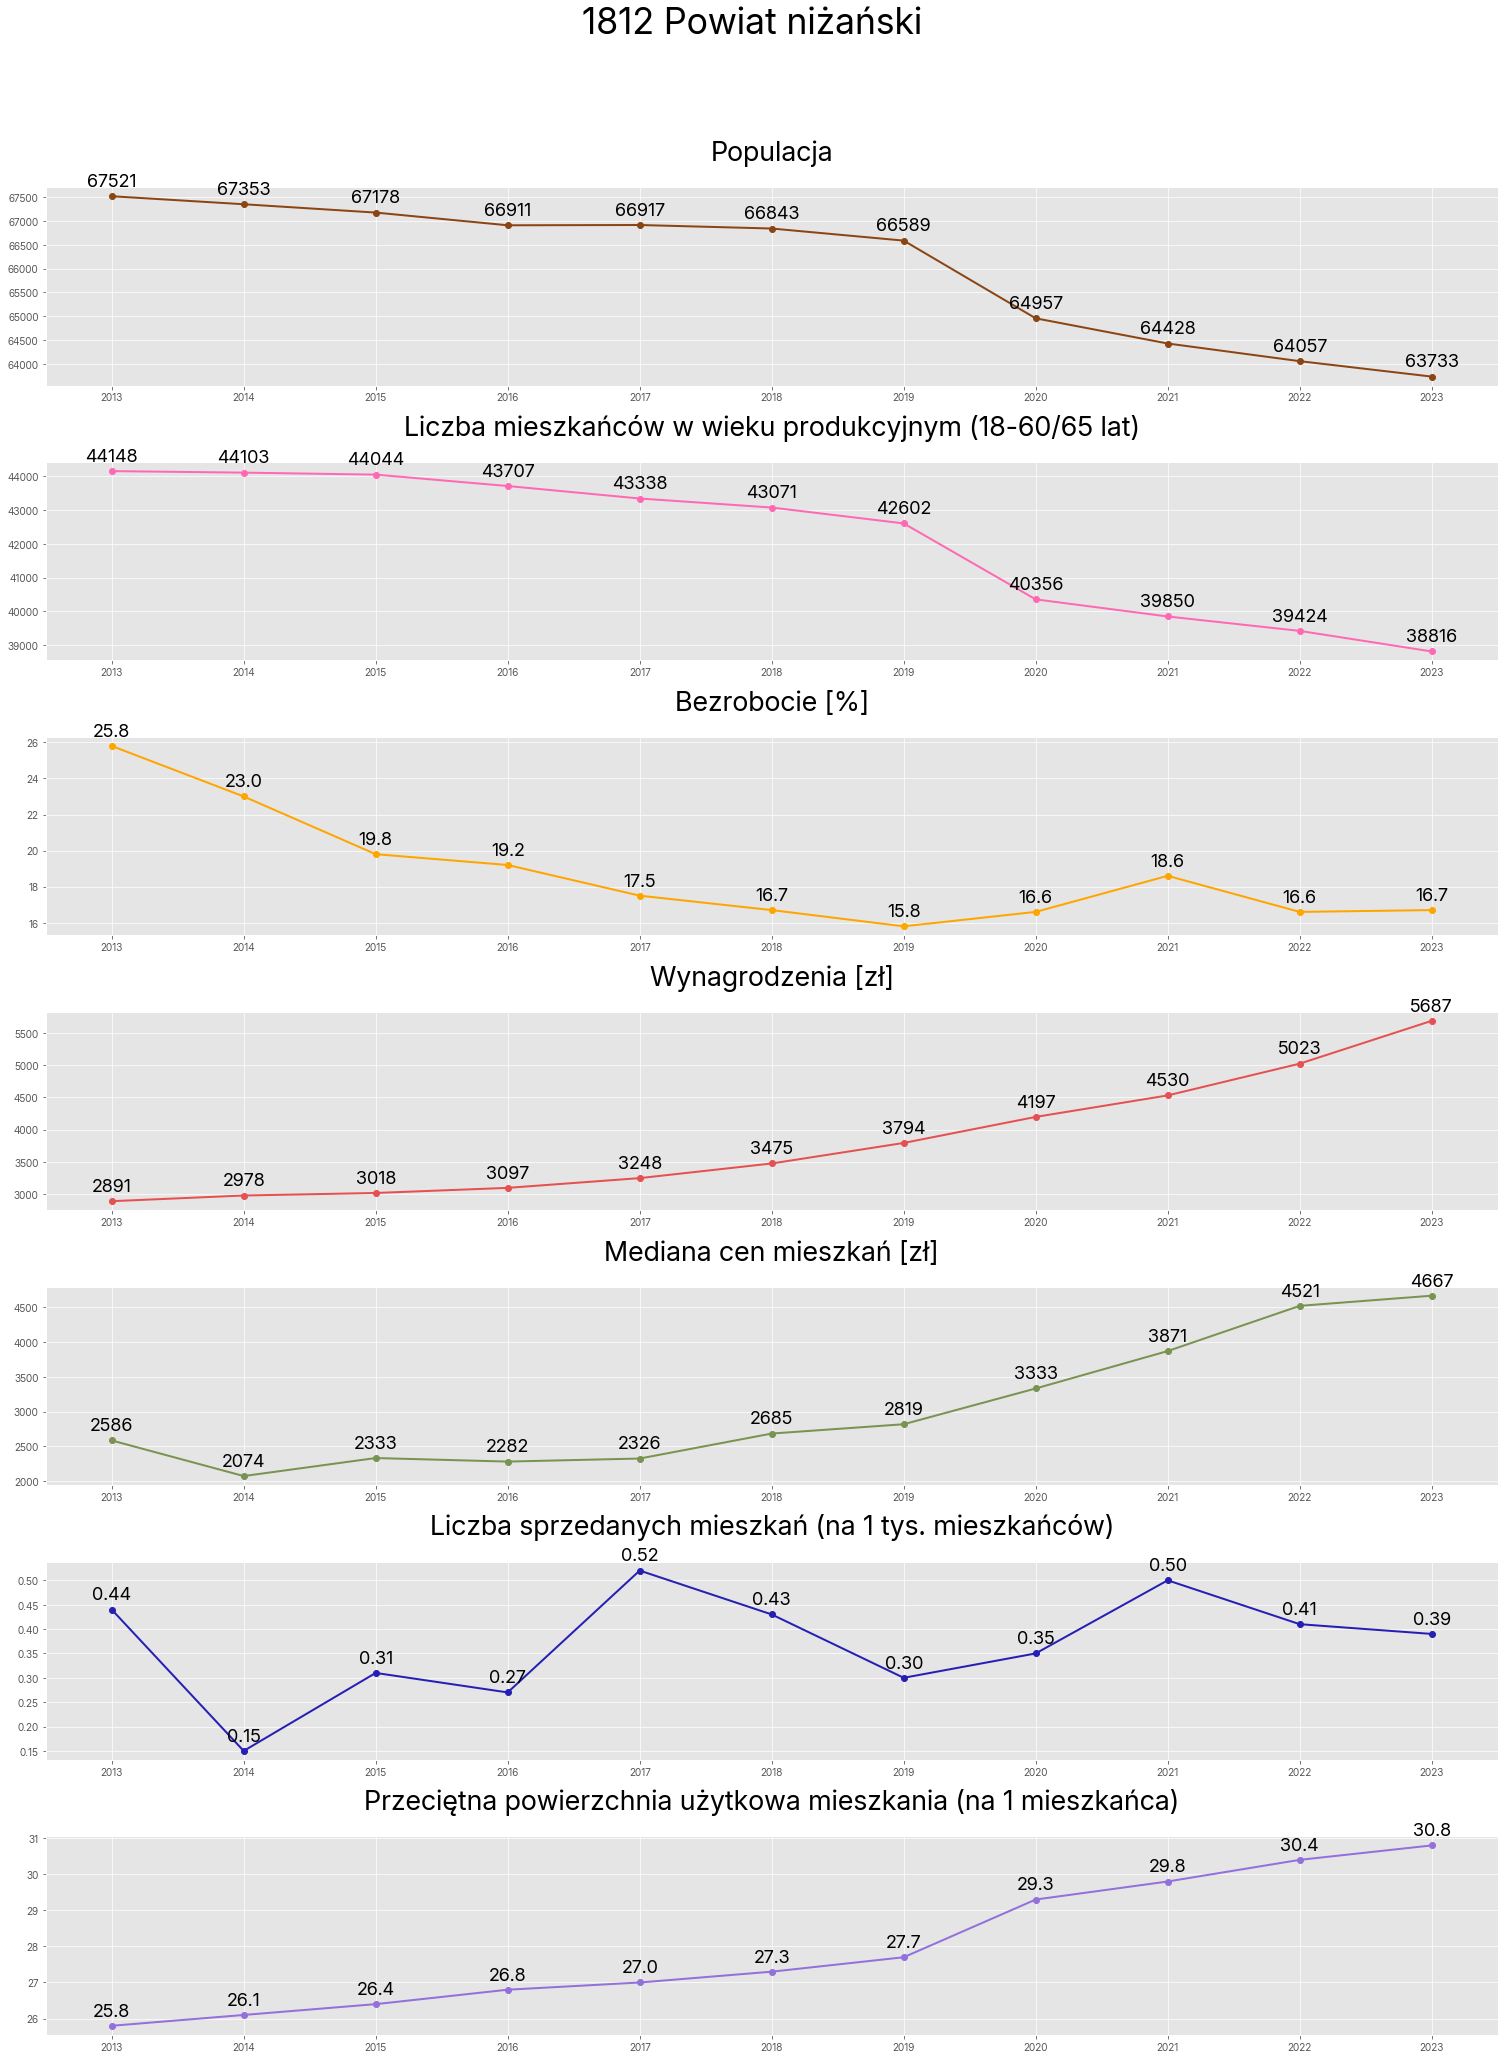 1812 Powiat niżański
Populacja
67521 67353 67178 66911 66917 66843 66589 64957 64428 64057 63733
67500
67000
66500
66000
65500
65000
64500
64000
2013 2014 2015 2016 2017 2018 2019 2020 2021 2022 2023
Liczba mieszkańców w wieku produkcyjnym (18-60/65 lat)
44148 44103 44044 43707 43338 43071 42602 40356 39850 39424 38816
44000
43000
42000
41000
40000
39000
2013 2014 2015 2016 2017 2018 2019 2020 2021 2022 2023
Bezrobocie [%]
25.8 23.0 19.8 19.2 17.5 16.7 15.8 16.6 18.6 16.6 16.7
26
24
22
20
18
16
2013 2014 2015 2016 2017 2018 2019 2020 2021 2022 2023
Wynagrodzenia [zł]
2891 2978 3018 3097 3248 3475 3794 4197 4530 5023 5687
5500
5000
4500
4000
3500
3000
2013 2014 2015 2016 2017 2018 2019 2020 2021 2022 2023
Mediana cen mieszkań [zł]
2586 2074 2333 2282 2326 2685 2819 3333 3871 4521 4667
4500
4000
3500
3000
2500
2000
2013 2014 2015 2016 2017 2018 2019 2020 2021 2022 2023
Liczba sprzedanych mieszkań (na 1 tys. mieszkańców)
0.44 0.15 0.31 0.27 0.52 0.43 0.30 0.35 0.50 0.41 0.39
0.50
0.45
0.40
0.35
0.30
0.25
0.20
0.15
2013 2014 2015 2016 2017 2018 2019 2020 2021 2022 2023
Przeciętna powierzchnia użytkowa mieszkania (na 1 mieszkańca)
25.8 26.1 26.4 26.8 27.0 27.3 27.7 29.3 29.8 30.4 30.8
31
30
29
28
27
26
2013 2014 2015 2016 2017 2018 2019 2020 2021 2022 2023